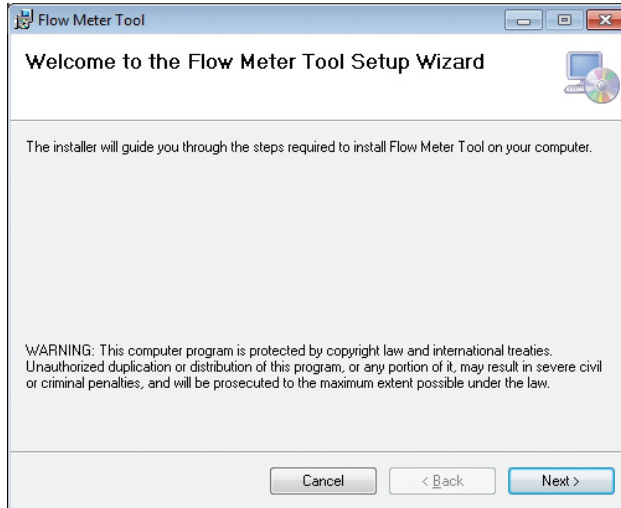 Flow Meter Tool
Welcome to the Flow Meter Tool Setup Wizard
The installer will guide you through the steps required to install Flow Meter Tool on your computer.
WARNING: This computer program is protected by copyright law and international treaties.
Unauthorized duplication or distribution of this program, or any portion of it, may result in severe civil
or criminal penalties, and will be prosecuted to the maximum extent possible under the law.
Cancel
< Back
Next >